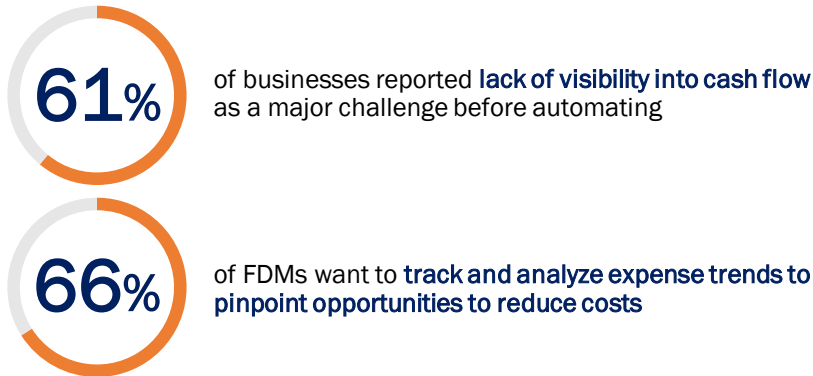 61%
of businesses reported lack of visibility into cash flow
as a major challenge before automating
66%
of FDMs want to track and analyze expense trends to
pinpoint opportunities to reduce costs